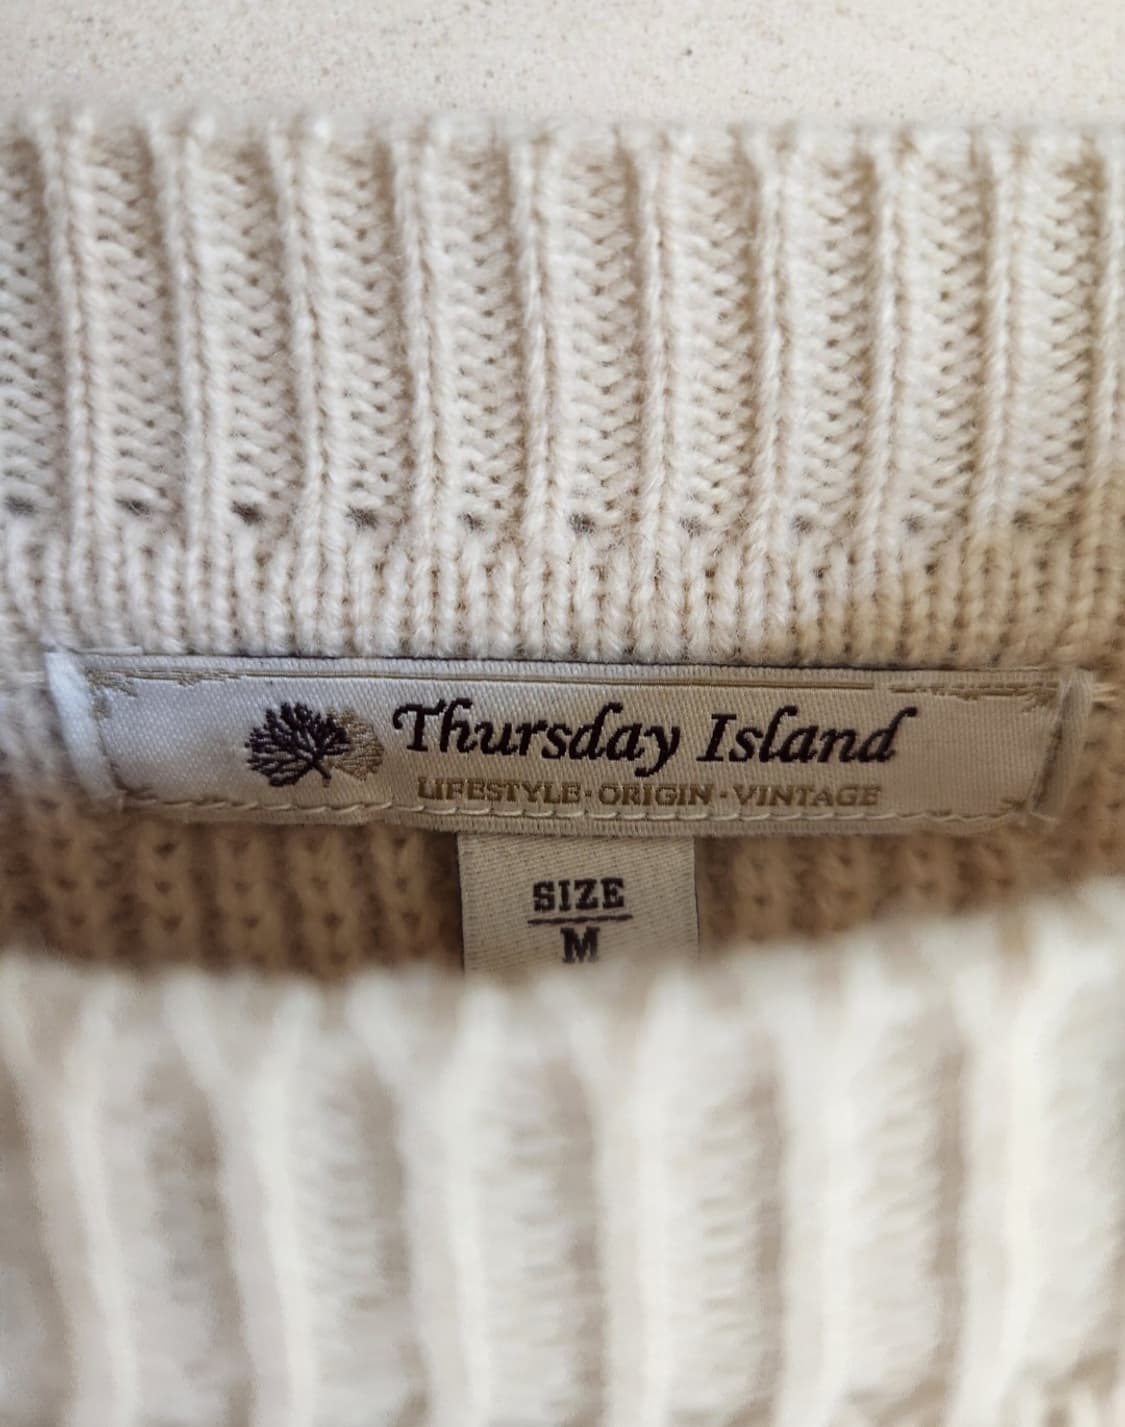 Thursday Island
LIFESTYLE·ORIGIN·VINTAGE
SIZE
M